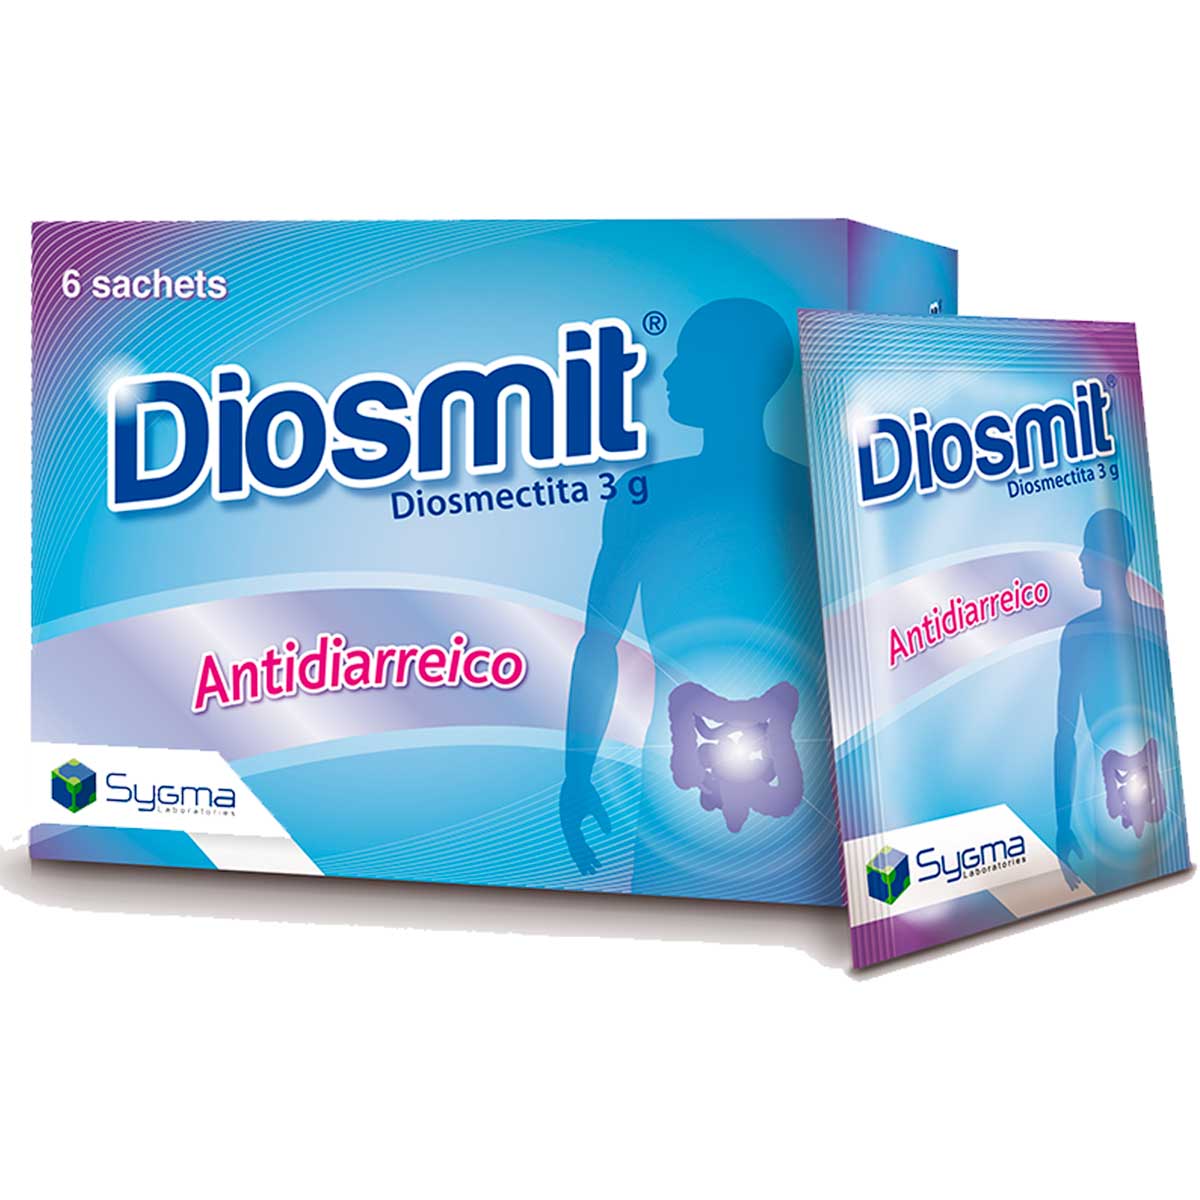 6 sachets
Diosmit®
Diosmectita 3 g
Antidiarreico
Sygma
Laboratories
Diosmit®
Diosmectita 3 g
Antidiarreico
Sygma
Laboratories